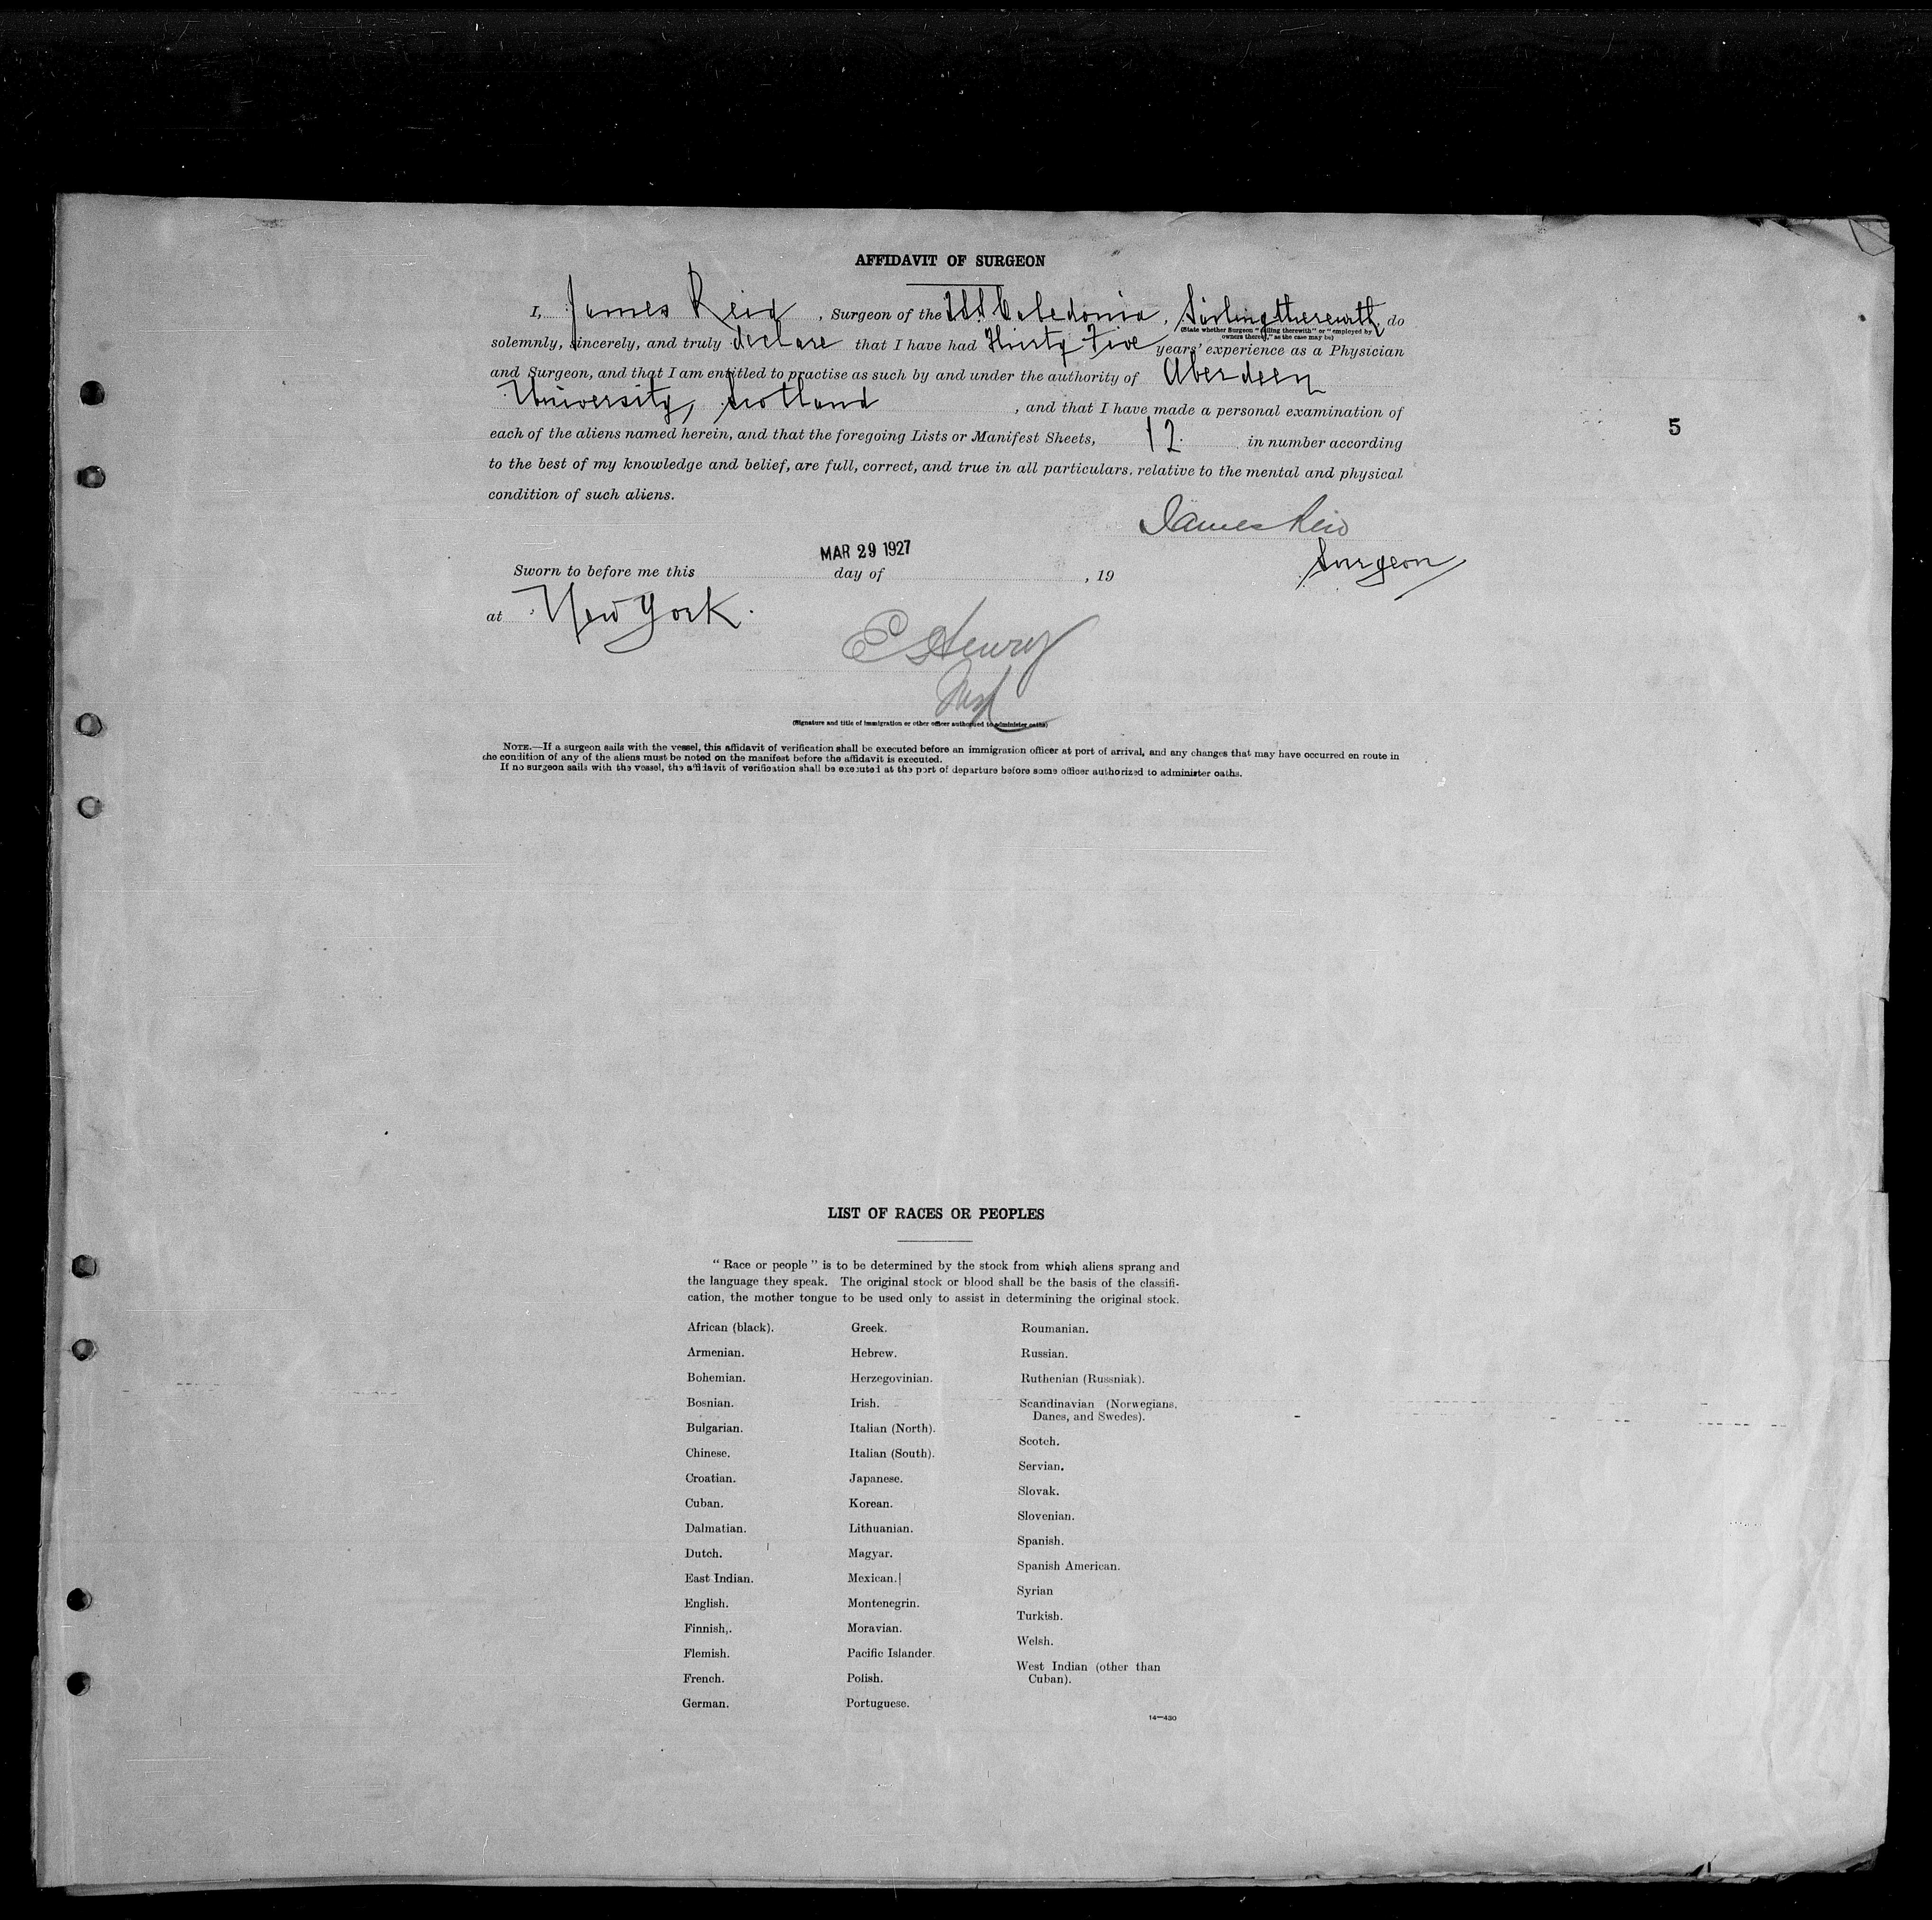 AFFIDAVIT OF SURGEON
I, James Reid, Surgeon of the TSS Caledonia, Sailing therewith do
(State whether Surgeon "sailing therewith" or "employed by
owners thereof," as the case may be)
solemnly, sincerely, and truly declare that I have had Thirty Five years' experience as a Physician
and Surgeon, and that I am entitled to practise as such by and under the authority of Aberdeen
University, Scotland, and that I have made a personal examination of
5
each of the aliens named herein, and that the foregoing Lists or Manifest Sheets, 12. in number according
to the best of my knowledge and belief, are full, correct, and true in all particulars, relative to the mental and physical
condition of such aliens.
James Reid
Surgeon
MAR 29 1927
Sworn to before me this day of , 19
at New York.
E Henry
(Signature and title of immigration or other officer authorized to administer oaths)
NOTE.—If a surgeon sails with the vessel, this affidavit of verification shall be executed before an immigration officer at port of arrival, and any changes that may have occurred en route in
the condition of any of the aliens must be noted on the manifest before the affidavit is executed.
If no surgeon sails with the vessel, the affidavit of verification shall be executed at the port of departure before some officer authorized to administer oaths.
LIST OF RACES OR PEOPLES
"Race or people" is to be determined by the stock from which aliens sprang and
the language they speak. The original stock or blood shall be the basis of the classifi-
cation, the mother tongue to be used only to assist in determining the original stock.
African (black).
Armenian.
Bohemian.
Bosnian.
Bulgarian.
Chinese.
Croatian.
Cuban.
Dalmatian.
Dutch.
East Indian.
English.
Finnish,.
Flemish.
French.
German.
Greek.
Hebrew.
Herzegovinian.
Irish.
Italian (North).
Italian (South).
Japanese.
Korean.
Lithuanian.
Magyar.
Mexican.
Montenegrin.
Moravian.
Pacific Islander.
Polish.
Portuguese.
Roumanian.
Russian.
Ruthenian (Russniak).
Scandinavian (Norwegians,
Danes, and Swedes).
Scotch.
Servian.
Slovak.
Slovenian.
Spanish.
Spanish American.
Syrian
Turkish.
Welsh.
West Indian (other than
Cuban).
14—430